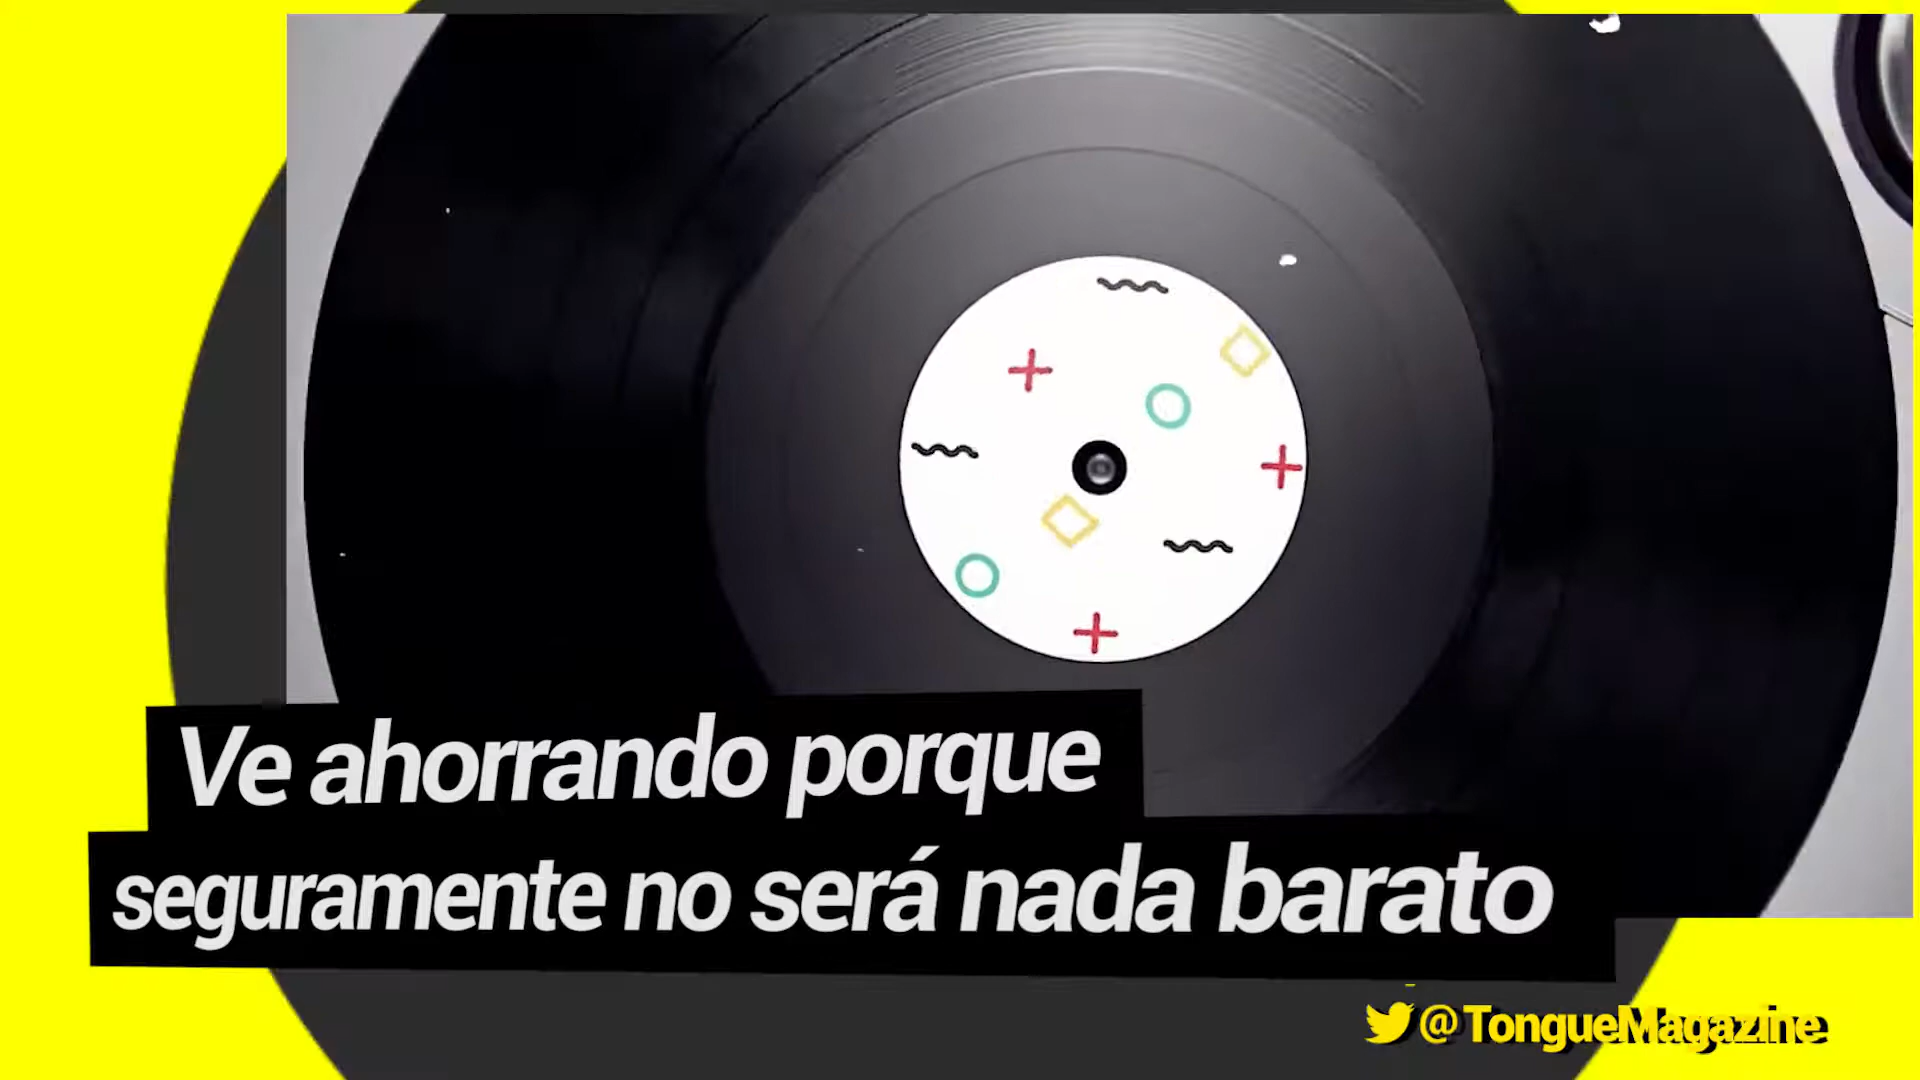 Ve ahorrando porque
seguramente no será nada barato
@TongueMagazine